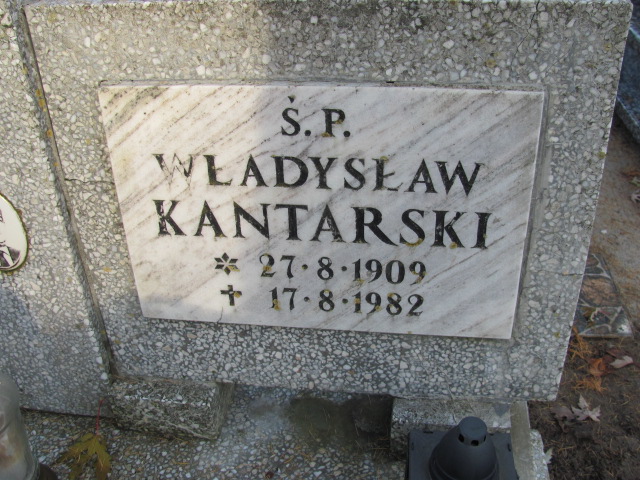 Ś.P.
WŁADYSŁAW
KANTARSKI
* 27·8·1909
✝ 17·8·1982